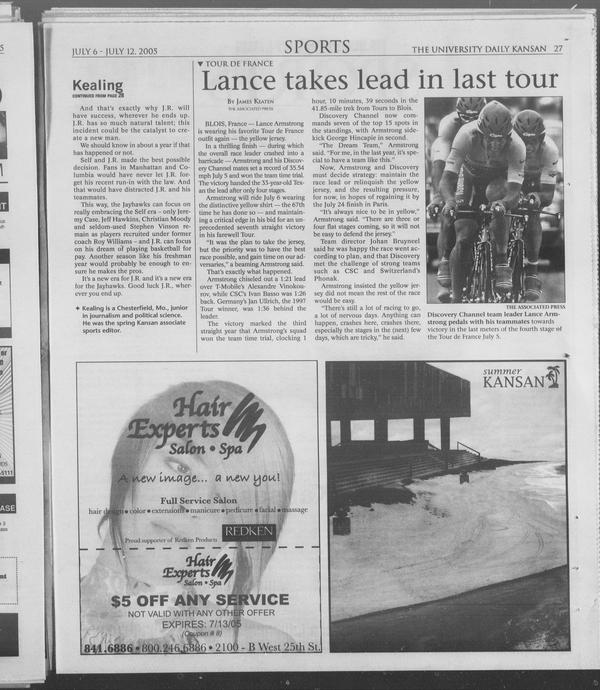 JULY 6 - JULY 12, 2005
SPORTS
THE UNIVERSITY DAILY KANSAN 27
Kealing
CONTINUED FROM PAGE 28
And that's exactly why J.R. will
have success, wherever he ends up.
J.R. has so much natural talent; this
incident could be the catalyst to cre-
ate a new man.
We should know in about a year if that
has happened or not.
Self and J.R. made the best possible
decision. Fans in Manhattan and Co-
lumbia would have never let J.R. for-
get his recent run-in with the law. And
that would have distracted J.R. and his
teammates.
This way, the Jayhawks can focus on
really embracing the Self era – only Jere-
my Case, Jeff Hawkins, Christian Moody
and seldom-used Stephen Vinson re-
main as players recruited under former
coach Roy Williams – and J.R. can focus
on his dream of playing basketball for
pay. Another season like his freshman
year would probably be enough to en-
sure he makes the pros.
It's a new era for J.R. and it's a new era
for the Jayhawks. Good luck J.R., wher-
ever you end up.
✦ Kealing is a Chesterfield, Mo., junior
in journalism and political science.
He was the spring Kansan associate
sports editor.
▼ TOUR DE FRANCE
Lance takes lead in last tour
BY JAMES KEATEN
THE ASSOCIATED PRESS
BLOIS, France — Lance Armstrong
is wearing his favorite Tour de France
outfit again — the yellow jersey.
In a thrilling finish — during which
the overall race leader crashed into a
barricade — Armstrong and his Discov-
ery Channel mates set a record of 35.54
mph July 5 and won the team time trial.
The victory handed the 33-year-old Tex-
an the lead after only four stages.
Armstrong will ride July 6 wearing
the distinctive yellow shirt — the 67th
time he has done so — and maintain-
ing a critical edge in his bid for an un-
precedented seventh straight victory
in his farewell Tour.
"It was the plan to take the jersey,
but the priority was to have the best
race possible, and gain time on our ad-
versaries," a beaming Armstrong said.
That's exactly what happened.
Armstrong chiseled out a 1:21 lead
over T-Mobile's Alexandre Vinokou-
rov, while CSC's Ivan Basso was 1:26
back. Germany's Jan Ullrich, the 1997
Tour winner, was 1:36 behind the
leader.
The victory marked the third
straight year that Armstrong's squad
won the team time trial, clocking 1
hour, 10 minutes, 39 seconds in the
41.85-mile trek from Tours to Blois.
Discovery Channel now com-
mands seven of the top 15 spots in
the standings, with Armstrong side-
kick George Hincapie in second.
"The Dream Team," Armstrong
said. "For me, in the last year, it's spe-
cial to have a team like this."
Now, Armstrong and Discovery
must decide strategy: maintain the
race lead or relinquish the yellow
jersey, and the resulting pressure,
for now, in hopes of regaining it by
the July 24 finish in Paris.
"It's always nice to be in yellow,"
Armstrong said. "There are three or
four flat stages coming, so it will not
be easy to defend the jersey."
Team director Johan Bruyneel
said he was happy the race went ac-
cording to plan, and that Discovery
met the challenge of strong teams
such as CSC and Switzerland's
Phonak.
Armstrong insisted the yellow jer-
sey did not mean the rest of the race
would be easy.
"There's still a lot of racing to go,
a lot of nervous days. Anything can
happen, crashes here, crashes there,
especially the stages in the (next) few
days, which are tricky," he said.
THE ASSOCIATED PRESS
Discovery Channel team leader Lance Arm-
strong pedals with his teammates towards
victory in the last meters of the fourth stage of
the Tour de France July 5.
Hair
Experts
Salon • Spa
A new image... a new you!
Full Service Salon
hair design • color • extensions • manicure • pedicure • facial • massage
Proud supporter of Redken Products
REDKEN
Hair
Experts
Salon • Spa
$5 OFF ANY SERVICE
NOT VALID WITH ANY OTHER OFFER
EXPIRES: 7/13/05
(Coupon # 8)
841.6886 • 800.246.6886 • 2100 - B West 25th St.
summer
KANSAN